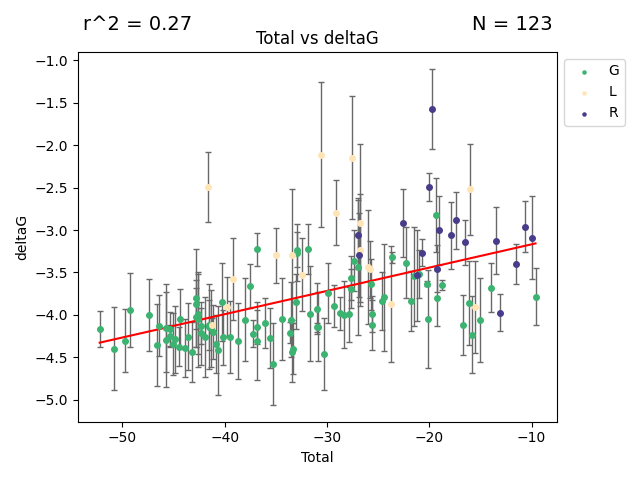 r^2 = 0.27 N = 123
Total vs deltaG
−1.0
−1.5
−2.0
−2.5
−3.0
−3.5
−4.0
−4.5
−5.0
deltaG
−50 −40 −30 −20 −10
Total
G
L
R